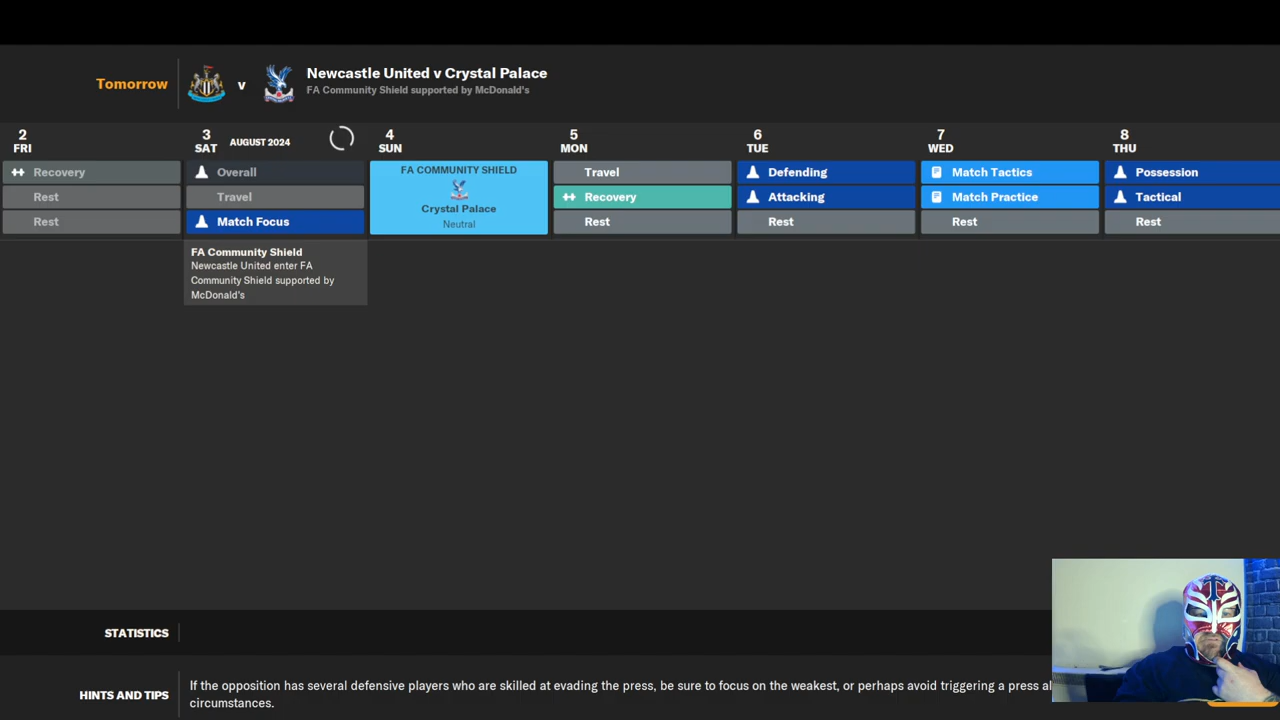 Tomorrow
v
Newcastle United v Crystal Palace
FA Community Shield supported by McDonald's
2
FRI
3
SAT
AUGUST 2024
4
SUN
5
MON
6
TUE
7
WED
8
THU
Recovery
Rest
Rest
Overall
Travel
Match Focus
FA COMMUNITY SHIELD
Crystal Palace
Neutral
Travel
Recovery
Rest
Defending
Attacking
Rest
Match Tactics
Match Practice
Rest
Possession
Tactical
Rest
FA Community Shield
Newcastle United enter FA
Community Shield supported by
McDonald's
STATISTICS
HINTS AND TIPS
If the opposition has several defensive players who are skilled at evading the press, be sure to focus on the weakest, or perhaps avoid triggering a press
circumstances.